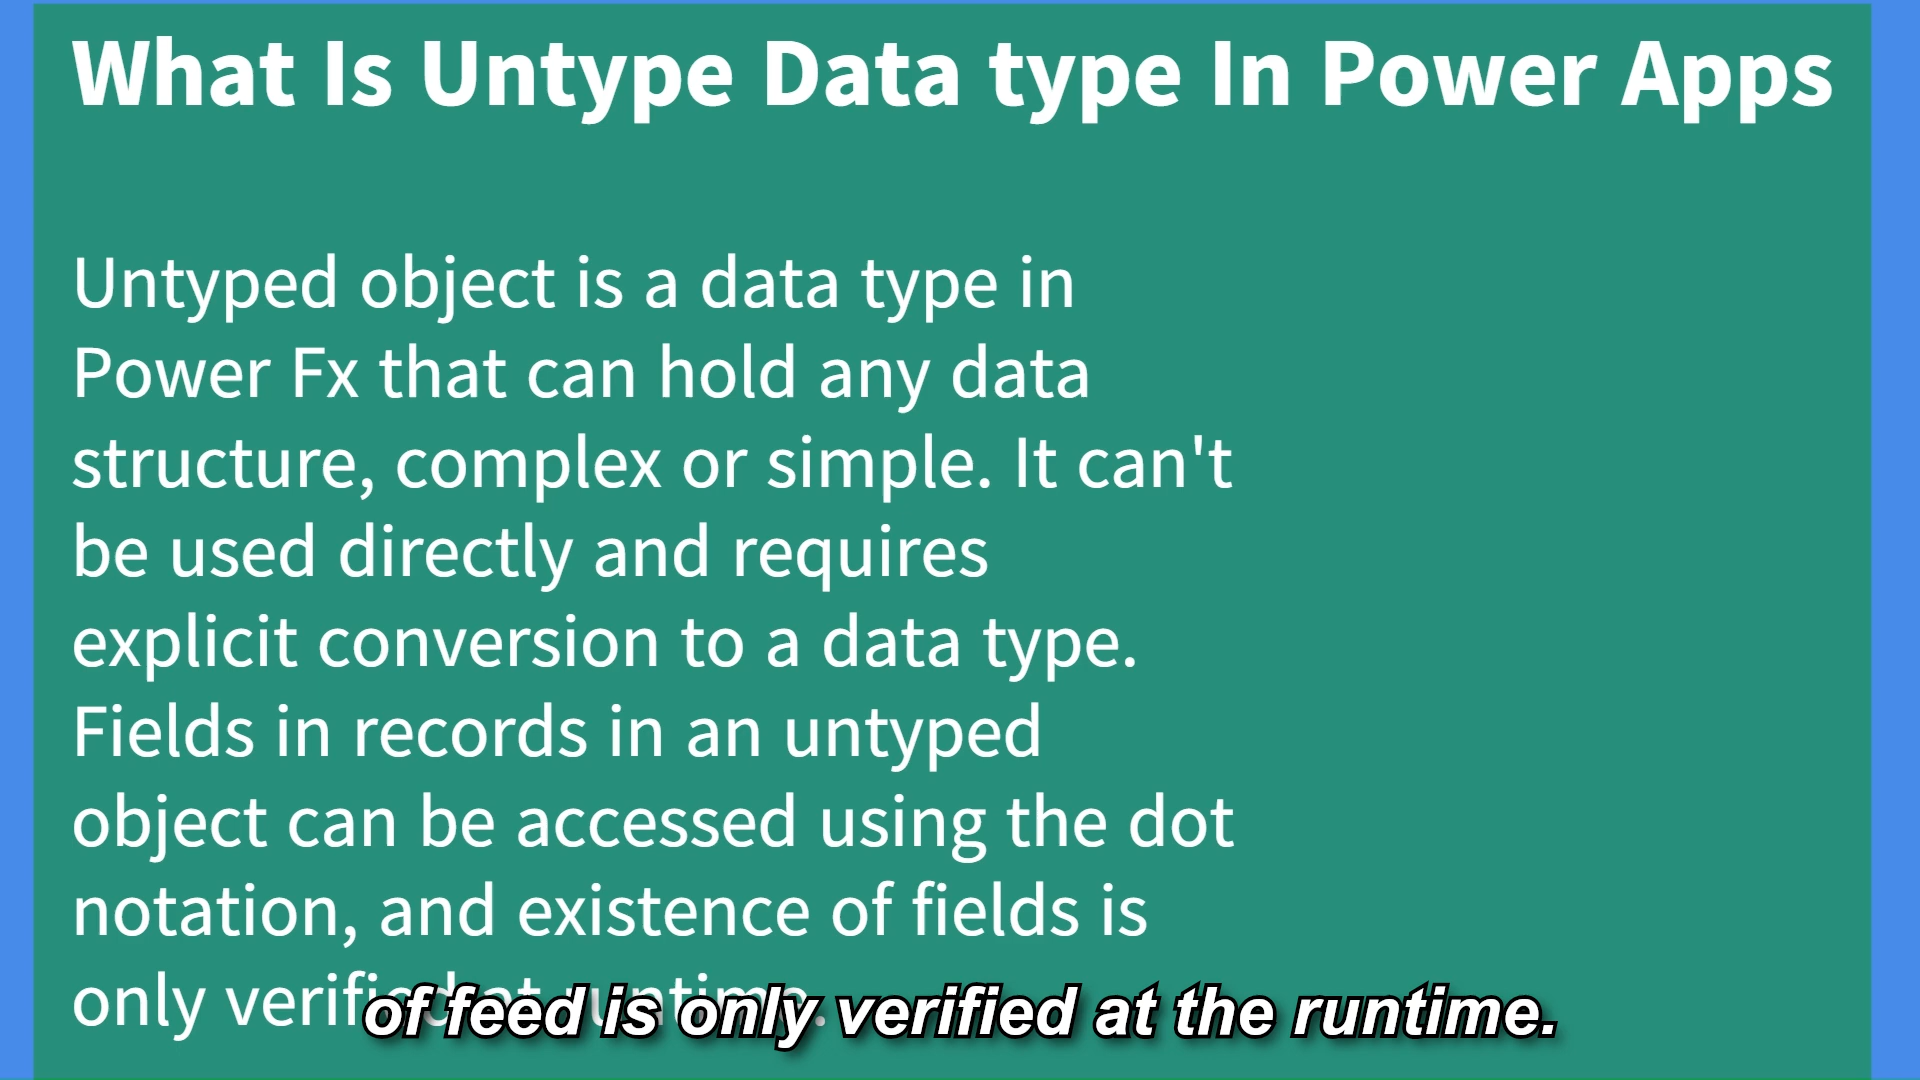 What Is Untype Data type In Power Apps
Untyped object is a data type in
Power Fx that can hold any data
structure, complex or simple. It can't
be used directly and requires
explicit conversion to a data type.
Fields in records in an untyped
object can be accessed using the dot
notation, and existence of fields is
only verified at runtime.
of feed is only verified at the runtime.